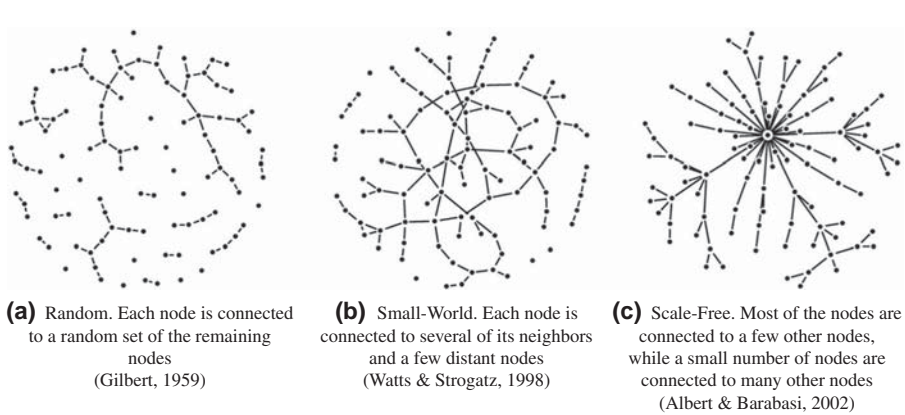 (a) Random. Each node is connected
to a random set of the remaining
nodes
(Gilbert, 1959)
(b) Small-World. Each node is
connected to several of its neighbors
and a few distant nodes
(Watts & Strogatz, 1998)
(c) Scale-Free. Most of the nodes are
connected to a few other nodes,
while a small number of nodes are
connected to many other nodes
(Albert & Barabasi, 2002)